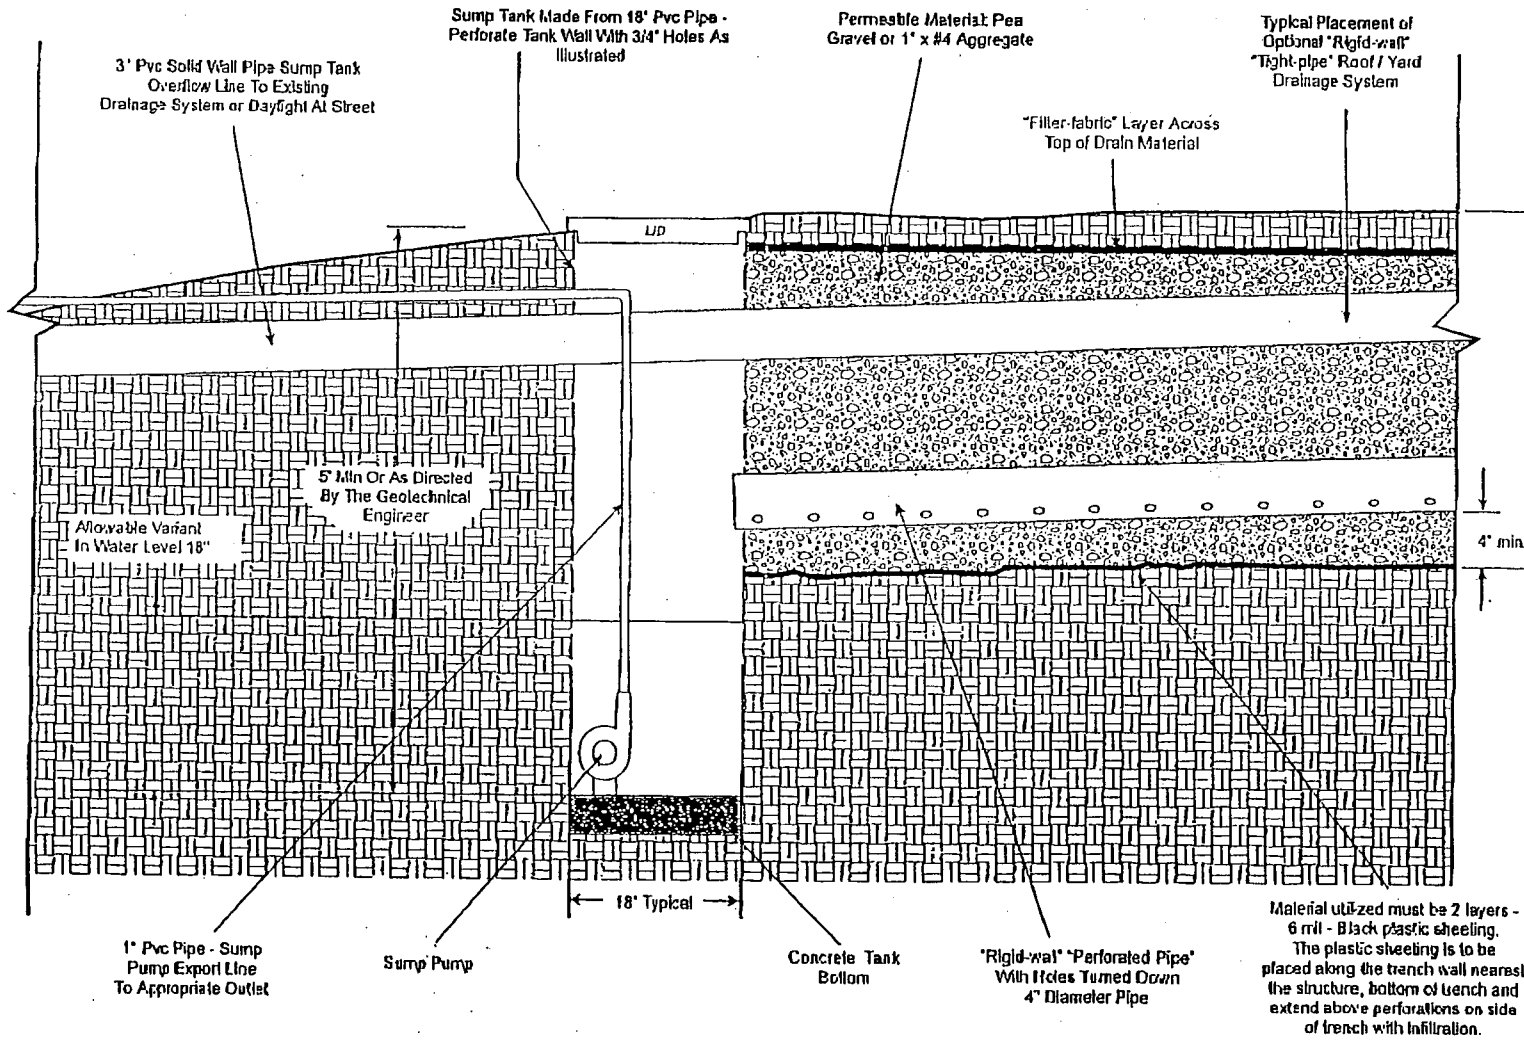 Sump Tank Made From 18" Pvc Pipe -
Perforate Tank Wall With 3/4" Holes As
Illustrated
Permeable Material: Pea
Gravel or 1" x #4 Aggregate
Typical Placement of
Optional "Rigid-wall"
"Tight-pipe" Roof / Yard
Drainage System
3" Pvc Solid Wall Pipe Sump Tank
Overflow Line To Existing
Drainage System or Daylight At Street
"Filter-fabric" Layer Across
Top of Drain Material
LID
5' Min Or As Directed
By The Geotechnical
Engineer
Allowable Variant
In Water Level 18"
4" min.
18" Typical
1" Pvc Pipe - Sump
Pump Export Line
To Appropriate Outlet
Sump Pump
Concrete Tank
Bottom
"Rigid-wall" "Perforated Pipe"
With Holes Turned Down
4" Diameter Pipe
Material utilized must be 2 layers -
6 mil - Black plastic sheeting.
The plastic sheeting is to be
placed along the trench wall nearest
the structure, bottom of trench and
extend above perforations on side
of trench with infiltration.